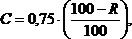 C = 0,75 · (100 – R / 100),